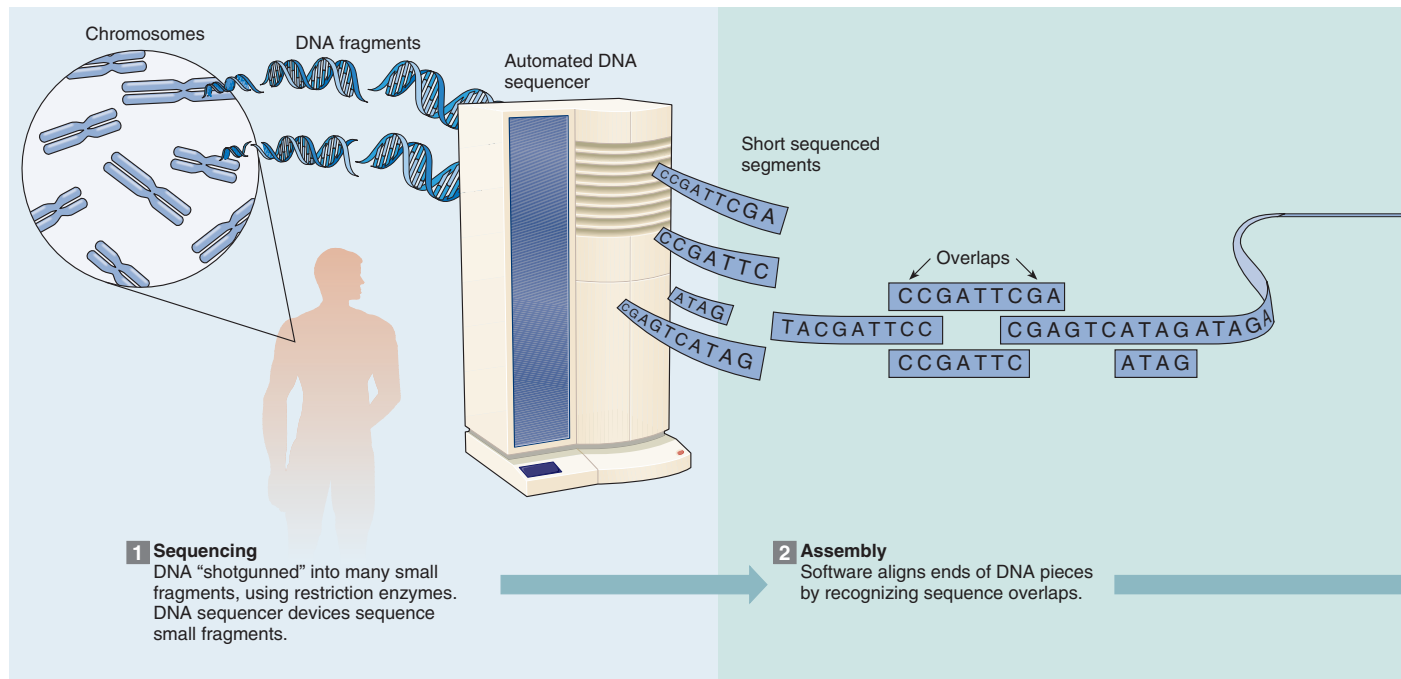 Chromosomes
DNA fragments
Automated DNA
sequencer
Short sequenced
segments
CCGATTCGA
CCGATTC
ATAG
CGAGTCATAG
Overlaps
CCGATTCGA
TACGATTCC
CGAGTCATAGATAGA
CCGATTC
ATAG
1 Sequencing
DNA “shotgunned” into many small
fragments, using restriction enzymes.
DNA sequencer devices sequence
small fragments.
2 Assembly
Software aligns ends of DNA pieces
by recognizing sequence overlaps.